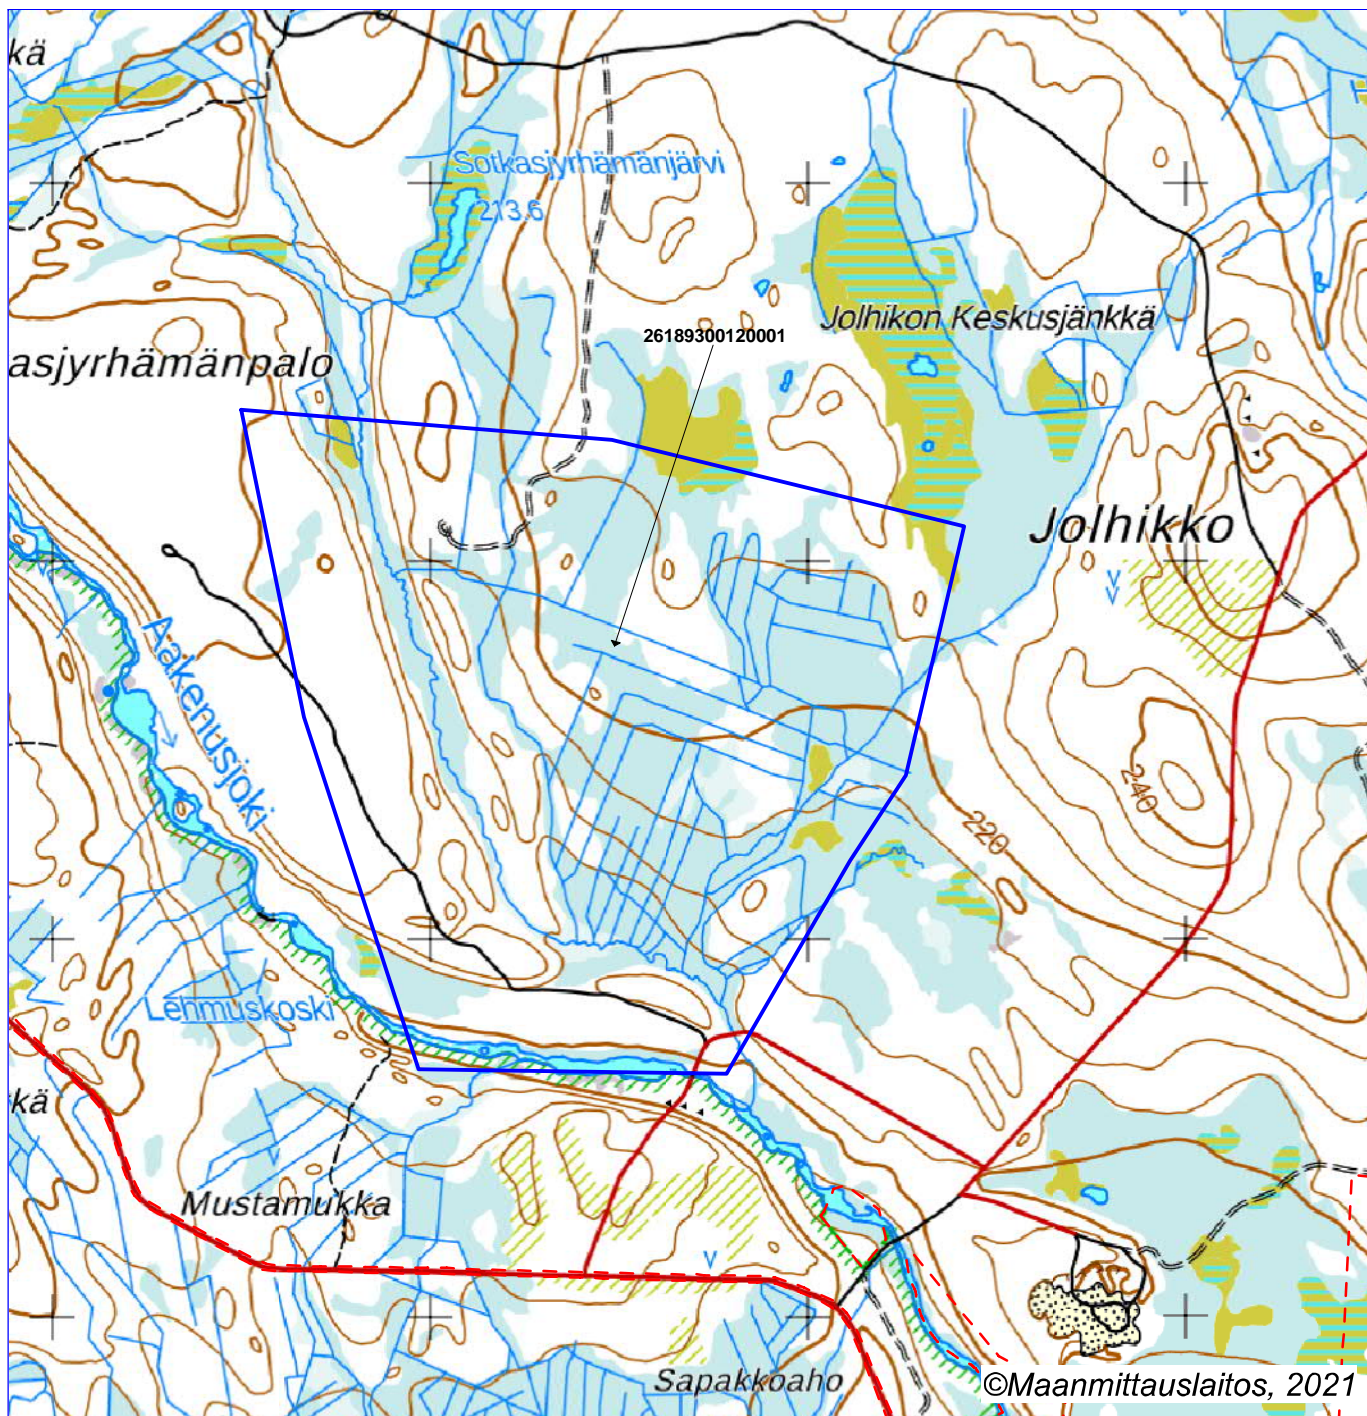 kä
Sotkasjyrhämänjärvi
213.6
26189300120001
Jolhikon Keskusjänkkä
asjyrhämänpalo
Jolhikko
V
V
Aakenusjoki
240
220
Lehmuskoski
kä
Mustamukka
V
Sapakkoaho
©Maanmittauslaitos, 2021